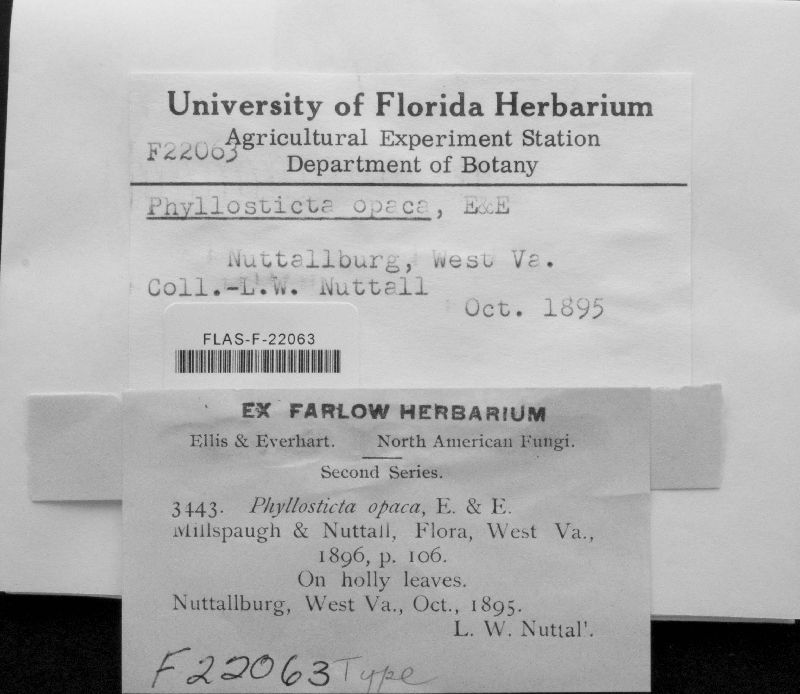 University of Florida Herbarium
Agricultural Experiment Station
F22063
Department of Botany
Phyllosticta opaca, E&E
Nuttallburg, West Va.
Coll.-L.W. Nuttall
Oct. 1895
FLAS-F-22063
EX FARLOW HERBARIUM
Ellis & Everhart. North American Fungi.
Second Series.
3443. Phyllosticta opaca, E. & E.
Millspaugh & Nuttall, Flora, West Va.,
1896, p. 106.
On holly leaves.
Nuttallburg, West Va., Oct., 1895.
L. W. Nuttal'.
F22063 Type